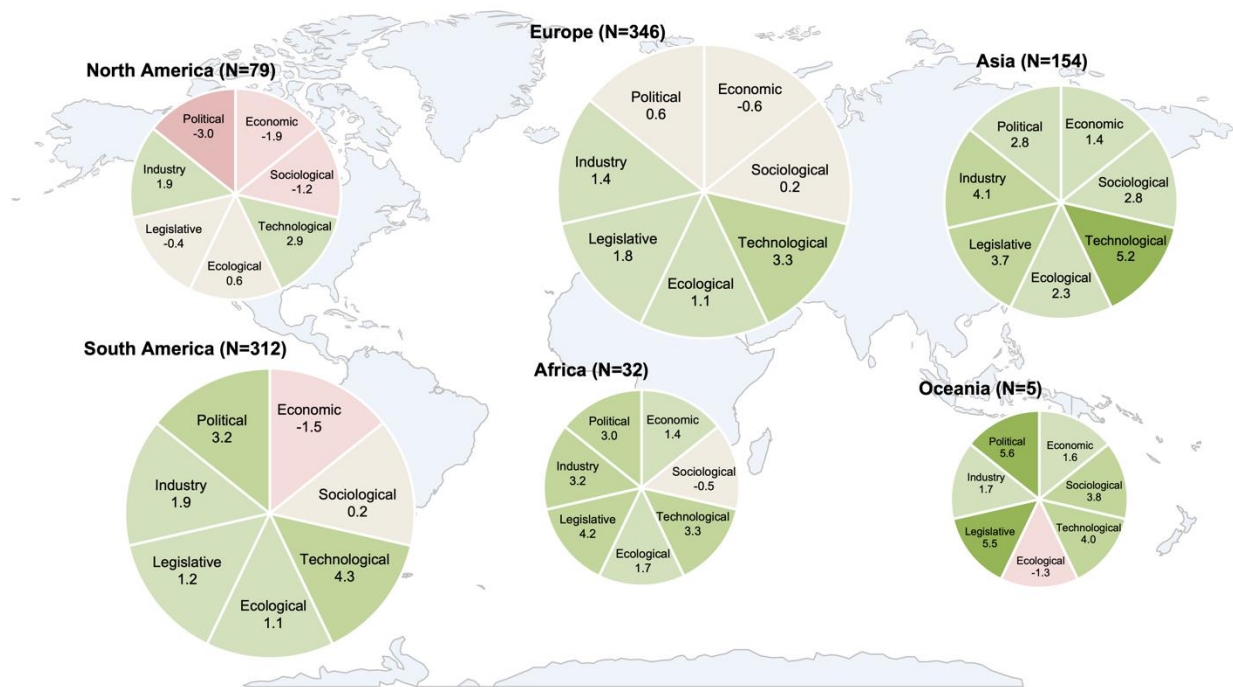 North America (N=79)
Political
-3.0
Economic
-1.9
Sociological
-1.2
Technological
2.9
Ecological
0.6
Legislative
-0.4
Industry
1.9
Europe (N=346)
Political
0.6
Economic
-0.6
Sociological
0.2
Technological
3.3
Ecological
1.1
Legislative
1.8
Industry
1.4
Asia (N=154)
Political
2.8
Economic
1.4
Sociological
2.8
Technological
5.2
Ecological
2.3
Legislative
3.7
Industry
4.1
South America (N=312)
Political
3.2
Economic
-1.5
Sociological
0.2
Technological
4.3
Ecological
1.1
Legislative
1.2
Industry
1.9
Africa (N=32)
Political
3.0
Economic
1.4
Sociological
-0.5
Technological
3.3
Ecological
1.7
Legislative
4.2
Industry
3.2
Oceania (N=5)
Political
5.6
Economic
1.6
Sociological
3.8
Technological
4.0
Ecological
-1.3
Legislative
5.5
Industry
1.7